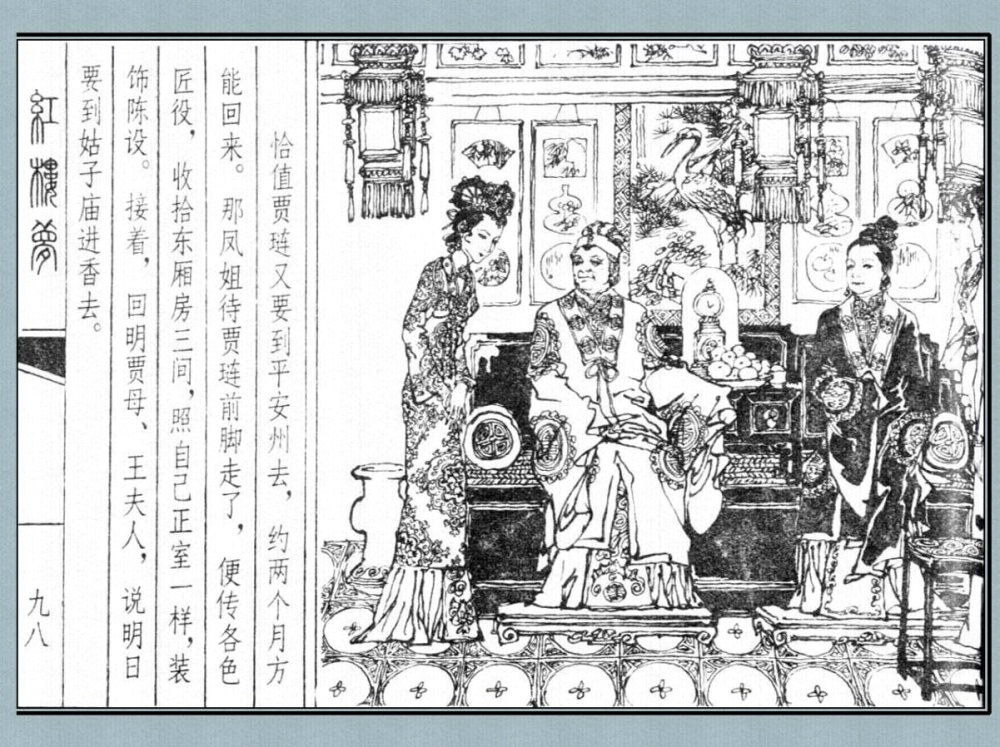 恰值贾琏又要到平安州去，约两个月方
能回来。那凤姐待贾琏前脚走了，便传各色
匠役，收拾东厢房三间，照自己正室一样，装
饰陈设。接着，回明贾母、王夫人，说明日
要到姑子庙进香去。
紅樓夢
九八